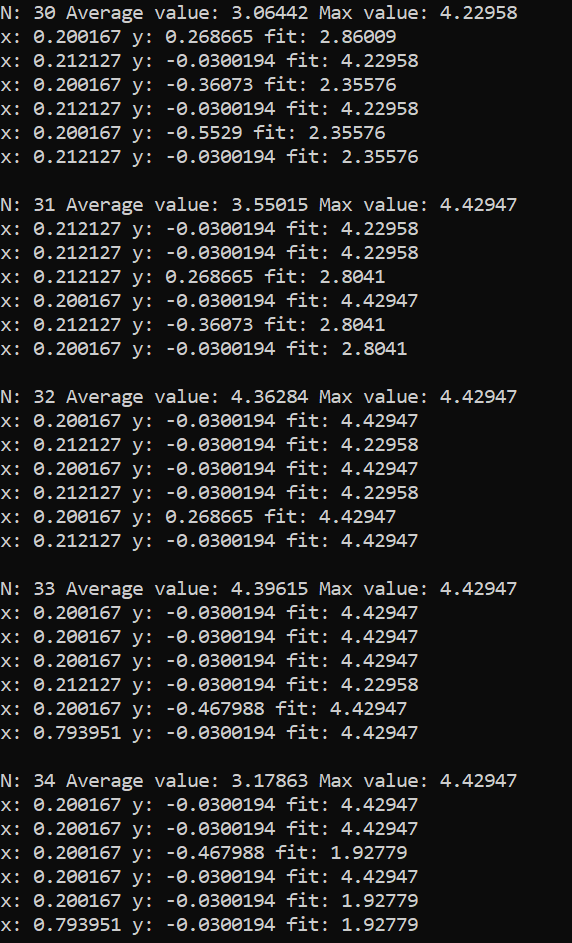 N: 30 Average value: 3.06442 Max value: 4.22958
x: 0.200167 y: 0.268665 fit: 2.86009
x: 0.212127 y: -0.0300194 fit: 4.22958
x: 0.200167 y: -0.36073 fit: 2.35576
x: 0.212127 y: -0.0300194 fit: 4.22958
x: 0.200167 y: -0.5529 fit: 2.35576
x: 0.212127 y: -0.0300194 fit: 2.35576
N: 31 Average value: 3.55015 Max value: 4.42947
x: 0.212127 y: -0.0300194 fit: 4.22958
x: 0.212127 y: -0.0300194 fit: 4.22958
x: 0.212127 y: 0.268665 fit: 2.8041
x: 0.200167 y: -0.0300194 fit: 4.42947
x: 0.212127 y: -0.36073 fit: 2.8041
x: 0.200167 y: -0.0300194 fit: 2.8041
N: 32 Average value: 4.36284 Max value: 4.42947
x: 0.200167 y: -0.0300194 fit: 4.42947
x: 0.212127 y: -0.0300194 fit: 4.22958
x: 0.200167 y: -0.0300194 fit: 4.42947
x: 0.212127 y: -0.0300194 fit: 4.22958
x: 0.200167 y: 0.268665 fit: 4.42947
x: 0.212127 y: -0.0300194 fit: 4.42947
N: 33 Average value: 4.39615 Max value: 4.42947
x: 0.200167 y: -0.0300194 fit: 4.42947
x: 0.200167 y: -0.0300194 fit: 4.42947
x: 0.200167 y: -0.0300194 fit: 4.42947
x: 0.212127 y: -0.0300194 fit: 4.22958
x: 0.200167 y: -0.467988 fit: 4.42947
x: 0.793951 y: -0.0300194 fit: 4.42947
N: 34 Average value: 3.17863 Max value: 4.42947
x: 0.200167 y: -0.0300194 fit: 4.42947
x: 0.200167 y: -0.0300194 fit: 4.42947
x: 0.200167 y: -0.467988 fit: 1.92779
x: 0.200167 y: -0.0300194 fit: 4.42947
x: 0.200167 y: -0.0300194 fit: 1.92779
x: 0.793951 y: -0.0300194 fit: 1.92779